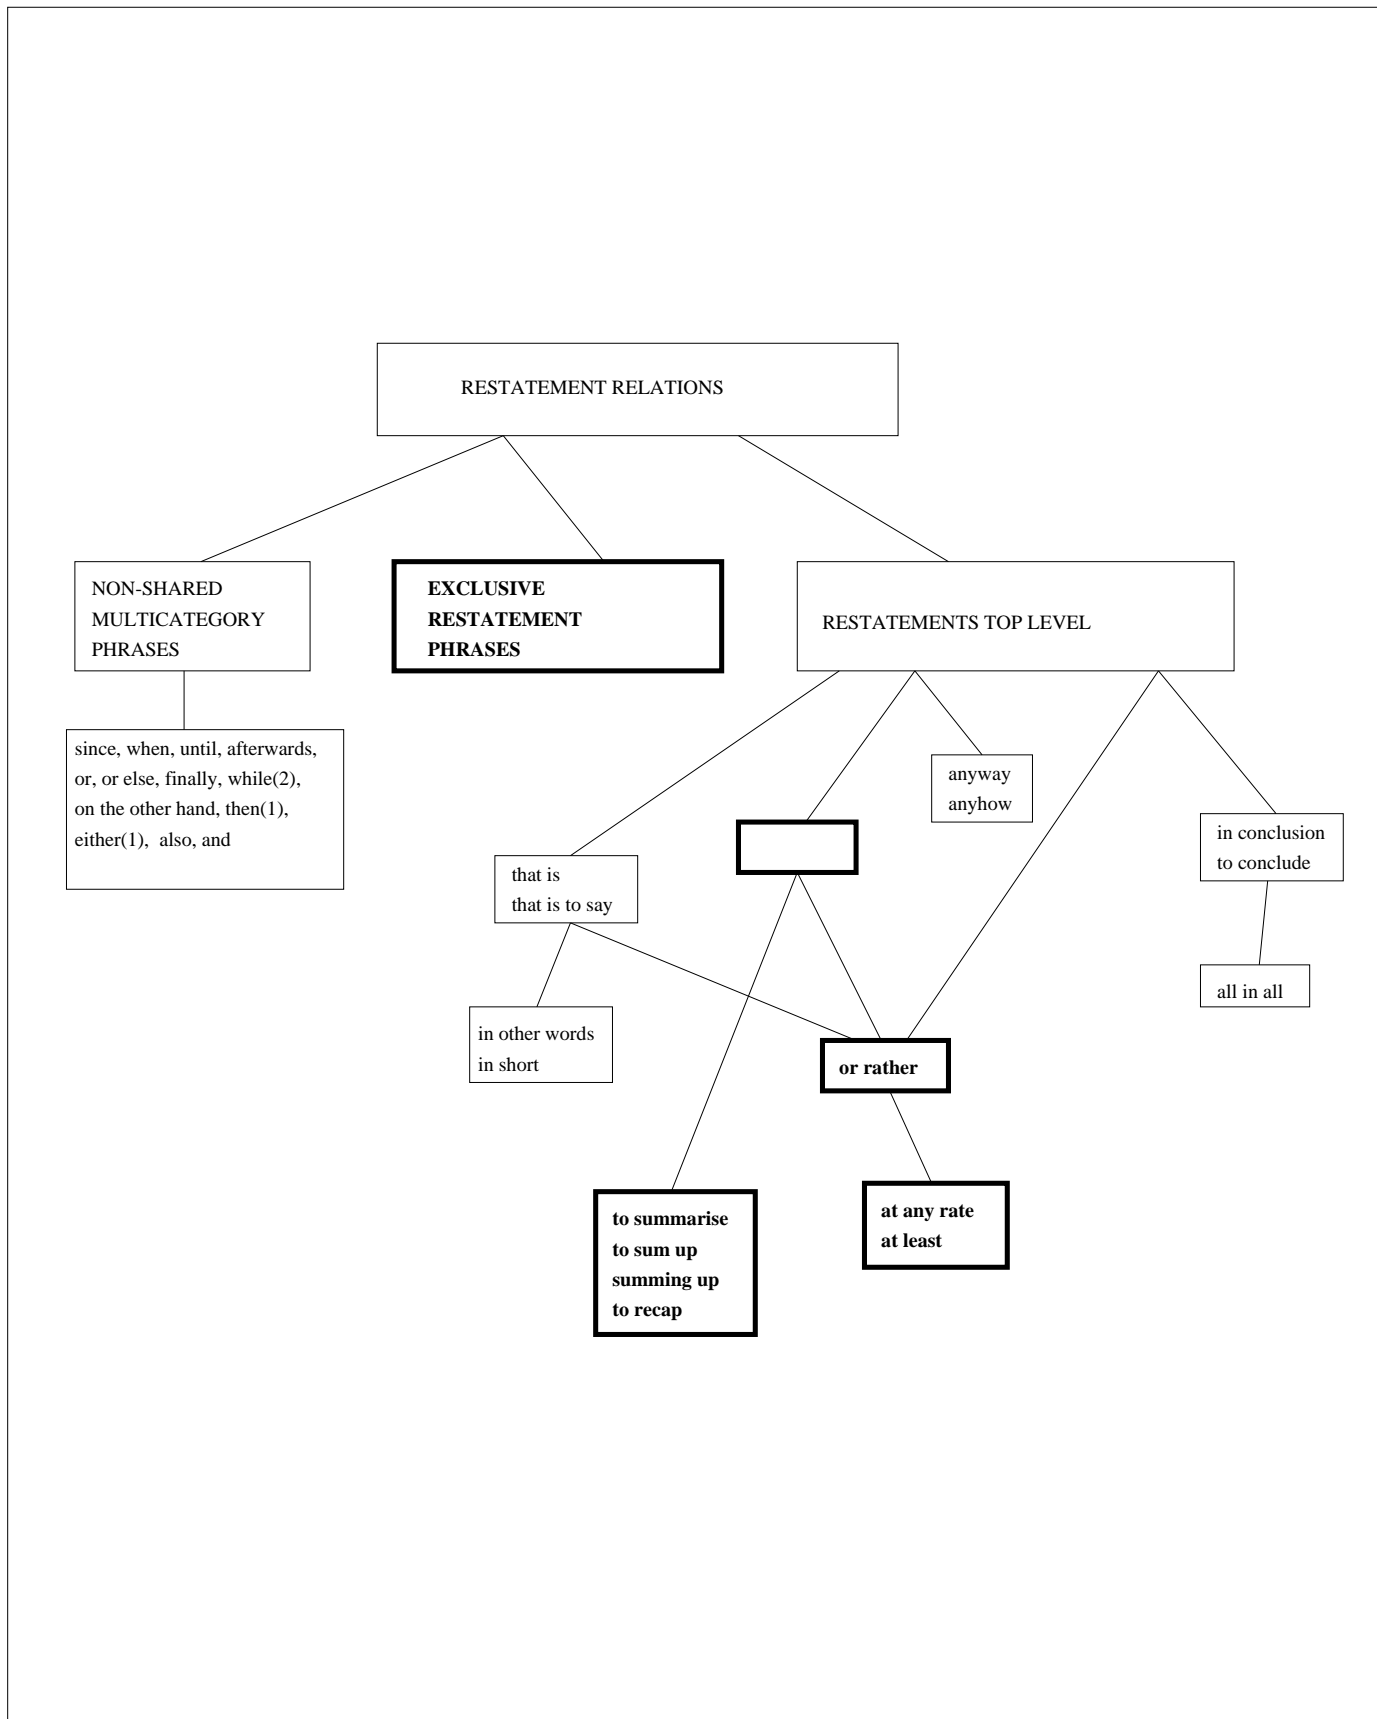 RESTATEMENT RELATIONS
NON-SHARED
MULTICATEGORY
PHRASES
EXCLUSIVE
RESTATEMENT
PHRASES
RESTATEMENTS TOP LEVEL
since, when, until, afterwards,
or, or else, finally, while(2),
on the other hand, then(1),
either(1), also, and
anyway
anyhow
in conclusion
to conclude
that is
that is to say
all in all
in other words
in short
or rather
to summarise
to sum up
summing up
to recap
at any rate
at least